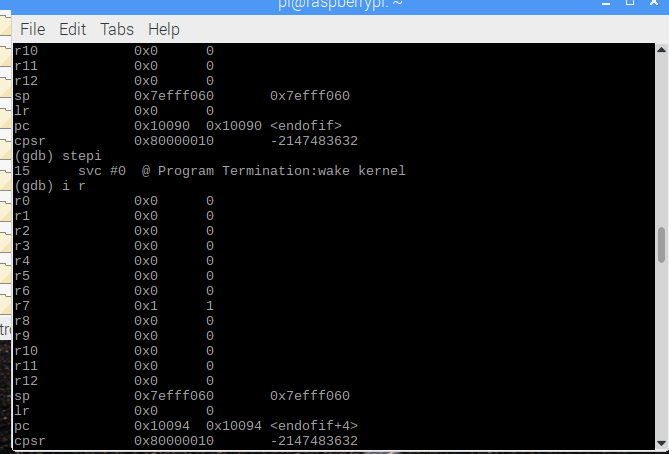 pi@raspberrypi: ~
File Edit Tabs Help
r10 0x0 0
r11 0x0 0
r12 0x0 0
sp 0x7efff060 0x7efff060
lr 0x0 0
pc 0x10090 0x10090 <endofif>
cpsr 0x80000010 -2147483632
(gdb) stepi
15 svc #0 @ Program Termination:wake kernel
(gdb) i r
r0 0x0 0
r1 0x0 0
r2 0x0 0
r3 0x0 0
r4 0x0 0
r5 0x0 0
r6 0x0 0
r7 0x1 1
r8 0x0 0
r9 0x0 0
r10 0x0 0
r11 0x0 0
r12 0x0 0
sp 0x7efff060 0x7efff060
lr 0x0 0
pc 0x10094 0x10094 <endofif+4>
cpsr 0x80000010 -2147483632